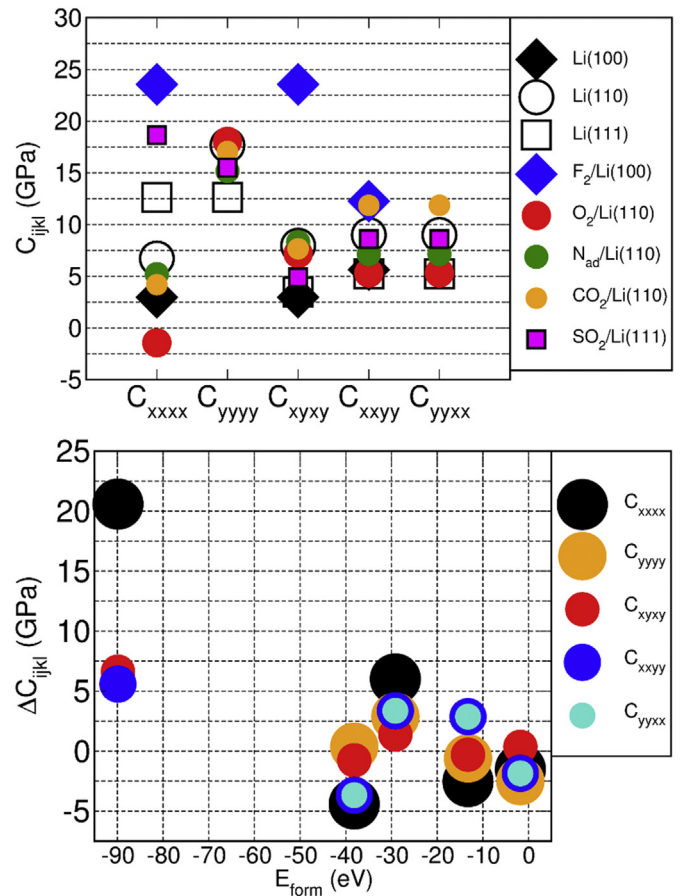 30
25
20
15
10
5
0
-5
C_ijkl (GPa)
C_xxxx C_yyyy C_xyxy C_xxyy C_yyxx
Li(100)
Li(110)
Li(111)
F_2/Li(100)
O_2/Li(110)
N_ad/Li(110)
CO_2/Li(110)
SO_2/Li(111)
25
20
15
10
5
0
-5
ΔC_ijkl (GPa)
-90 -80 -70 -60 -50 -40 -30 -20 -10 0
E_form (eV)
C_xxxx
C_yyyy
C_xyxy
C_xxyy
C_yyxx